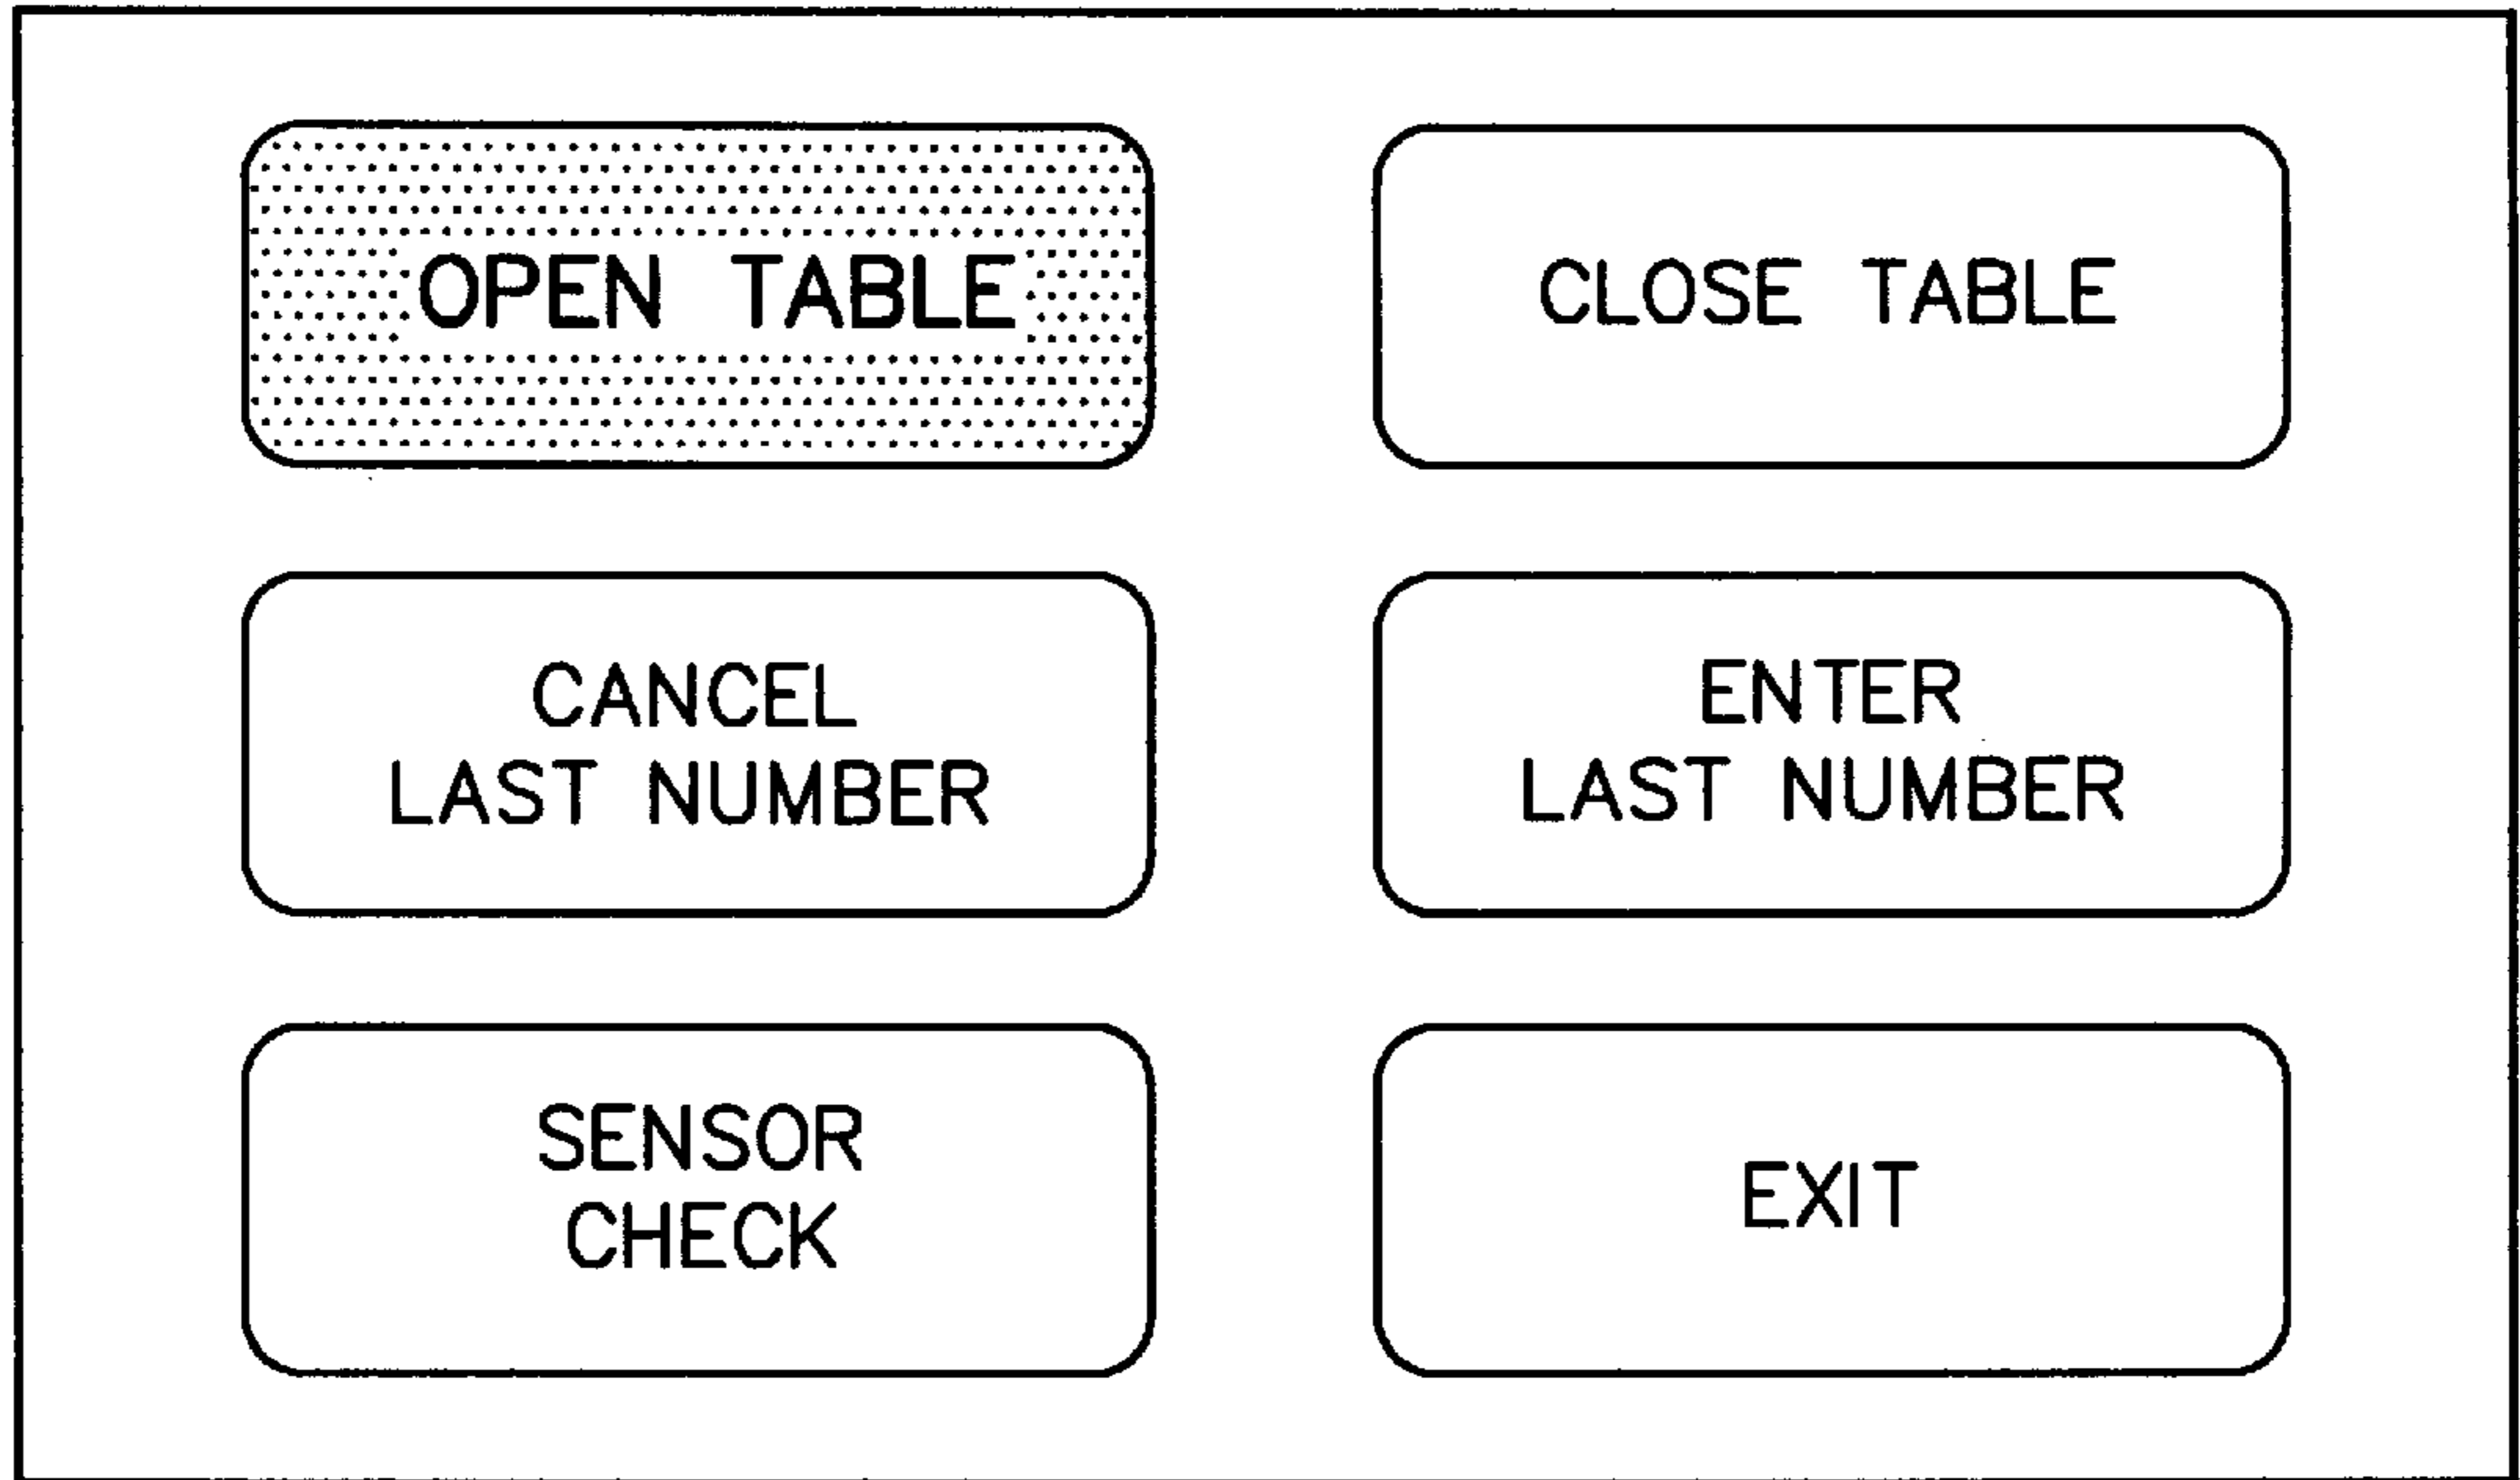 OPEN TABLE
CLOSE TABLE
CANCEL
LAST NUMBER
ENTER
LAST NUMBER
SENSOR
CHECK
EXIT